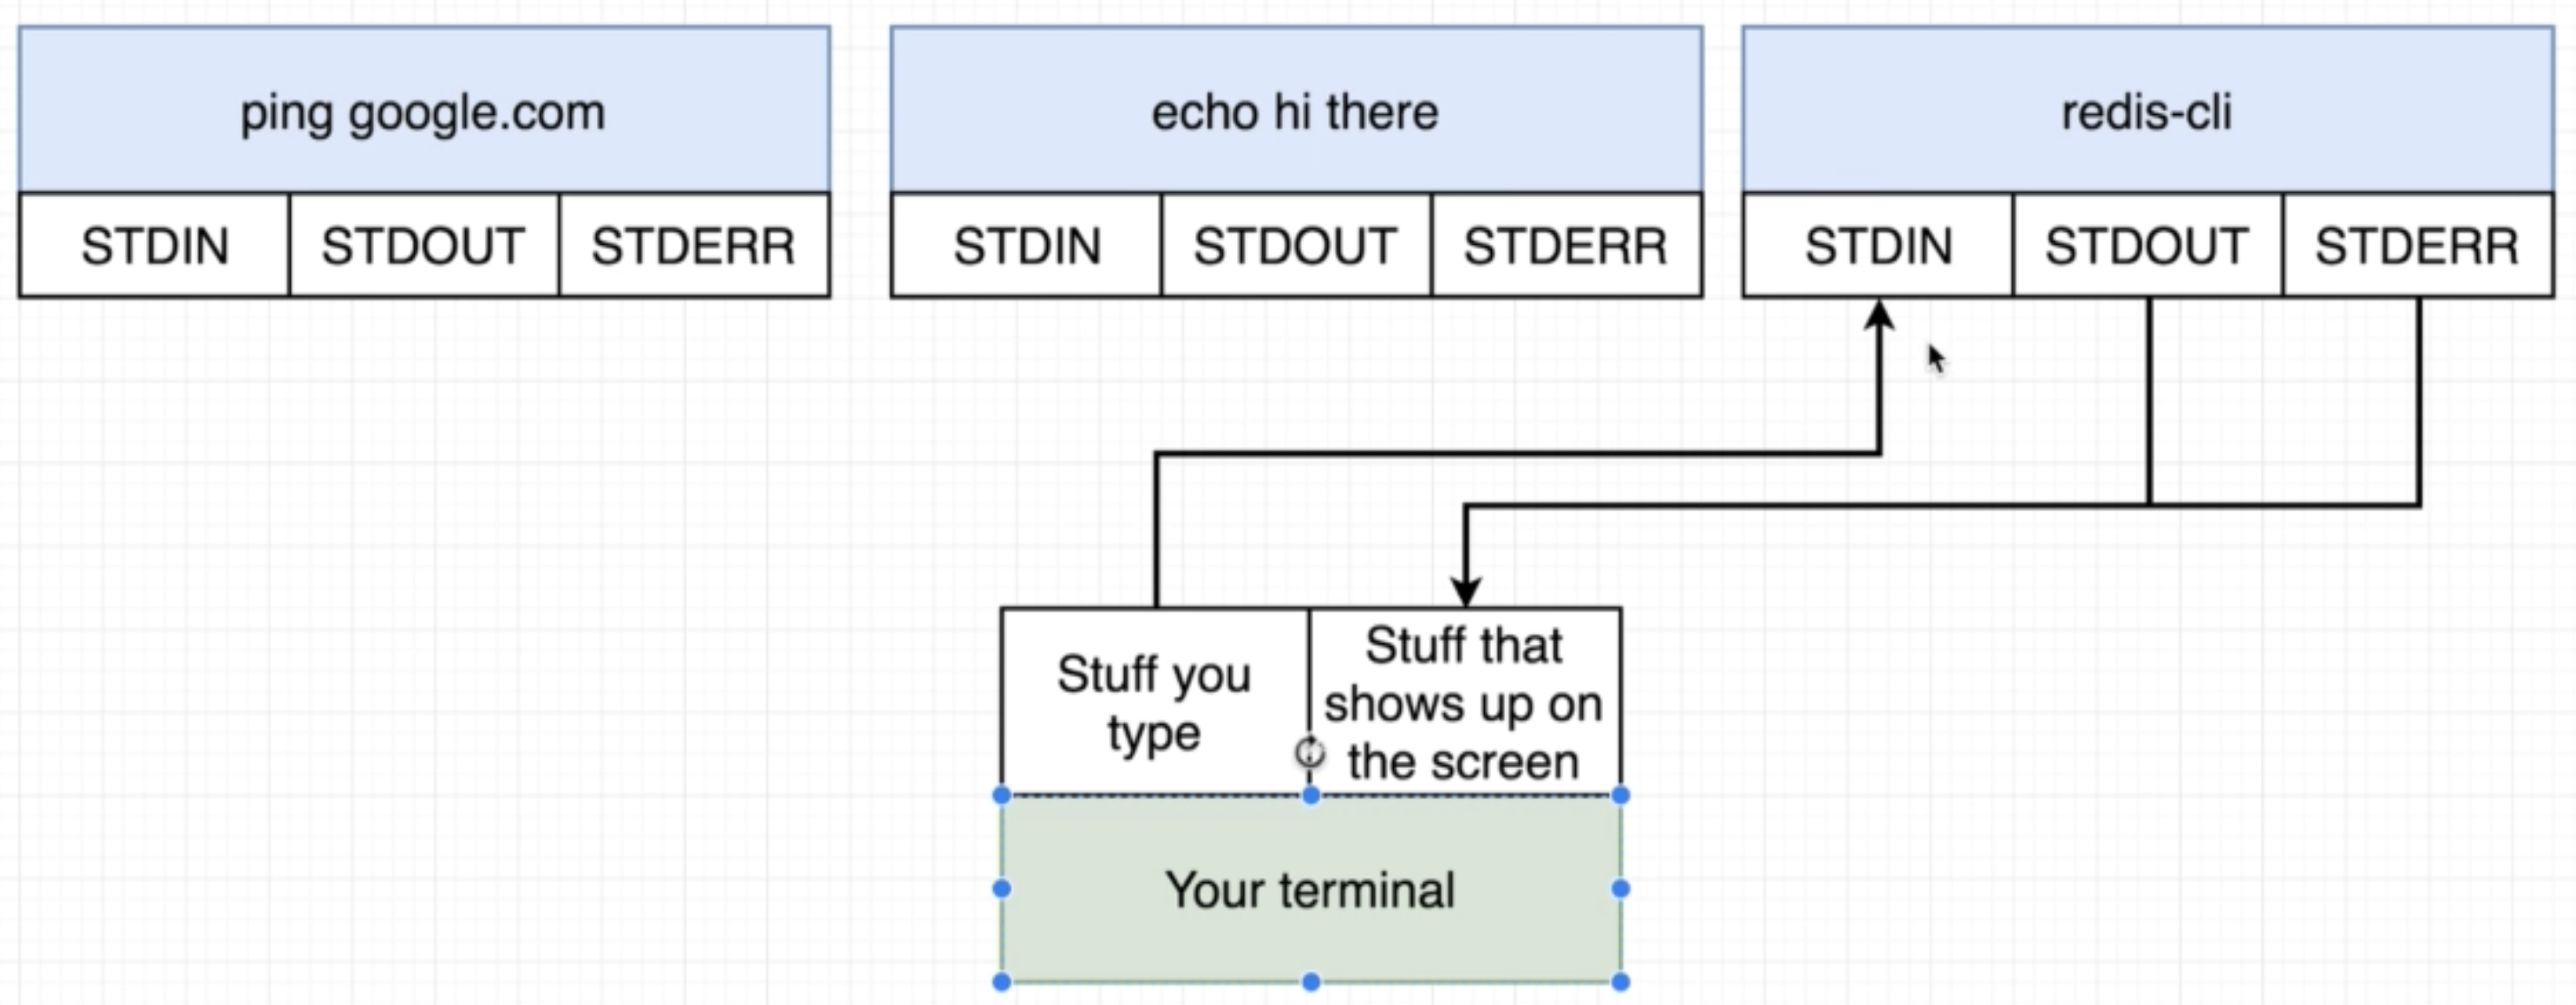 ping google.com
echo hi there
redis-cli
STDIN
STDOUT
STDERR
STDIN
STDOUT
STDERR
STDIN
STDOUT
STDERR
Stuff you
type
Stuff that
shows up on
the screen
Your terminal